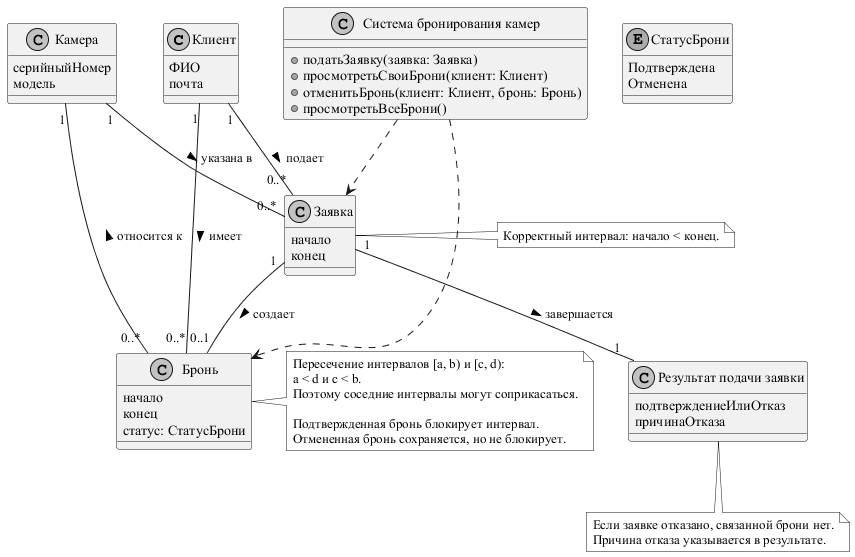 C Камера
серийныйНомер
модель
C Клиент
ФИО
почта
C Система бронирования камер
податьЗаявку(заявка: Заявка)
просмотретьСвоиБрони(клиент: Клиент)
отменитьБронь(клиент: Клиент, бронь: Бронь)
просмотретьВсеБрони()
E СтатусБрони
Подтверждена
Отменена
1
1
1
1
указана в
подает
0..*
0..*
C Заявка
начало
конец
Корректный интервал: начало < конец.
относится к
имеет
1
1
создает
завершается
0..*
0..*
0..1
1
C Бронь
начало
конец
статус: СтатусБрони
Пересечение интервалов [a, b) и [c, d):
a < d и c < b.
Поэтому соседние интервалы могут соприкасаться.
Подтвержденная бронь блокирует интервал.
Отмененная бронь сохраняется, но не блокирует.
C Результат подачи заявки
подтверждениеИлиОтказ
причинаОтказа
Если заявке отказано, связанной брони нет.
Причина отказа указывается в результате.